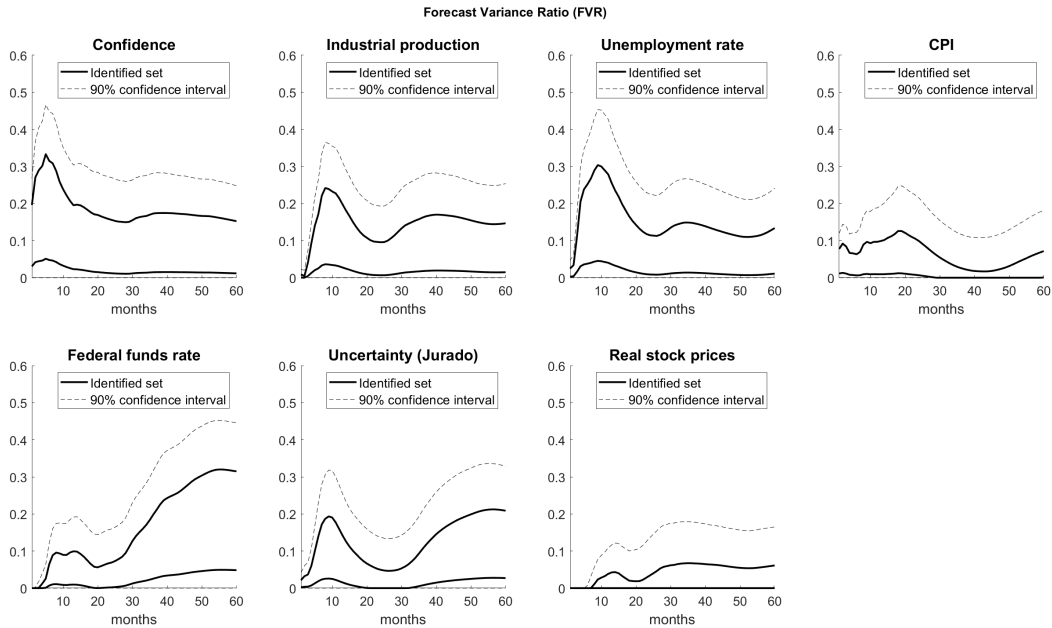 Forecast Variance Ratio (FVR)
Confidence
0.6
0.5
0.4
0.3
0.2
0.1
0
Identified set
90% confidence interval
10 20 30 40 50 60
months
Industrial production
0.6
0.5
0.4
0.3
0.2
0.1
0
Identified set
90% confidence interval
10 20 30 40 50 60
months
Unemployment rate
0.6
0.5
0.4
0.3
0.2
0.1
0
Identified set
90% confidence interval
10 20 30 40 50 60
months
CPI
0.6
0.5
0.4
0.3
0.2
0.1
0
Identified set
90% confidence interval
10 20 30 40 50 60
months
Federal funds rate
0.6
0.5
0.4
0.3
0.2
0.1
0
Identified set
90% confidence interval
10 20 30 40 50 60
months
Uncertainty (Jurado)
0.6
0.5
0.4
0.3
0.2
0.1
0
Identified set
90% confidence interval
10 20 30 40 50 60
months
Real stock prices
0.6
0.5
0.4
0.3
0.2
0.1
0
Identified set
90% confidence interval
10 20 30 40 50 60
months